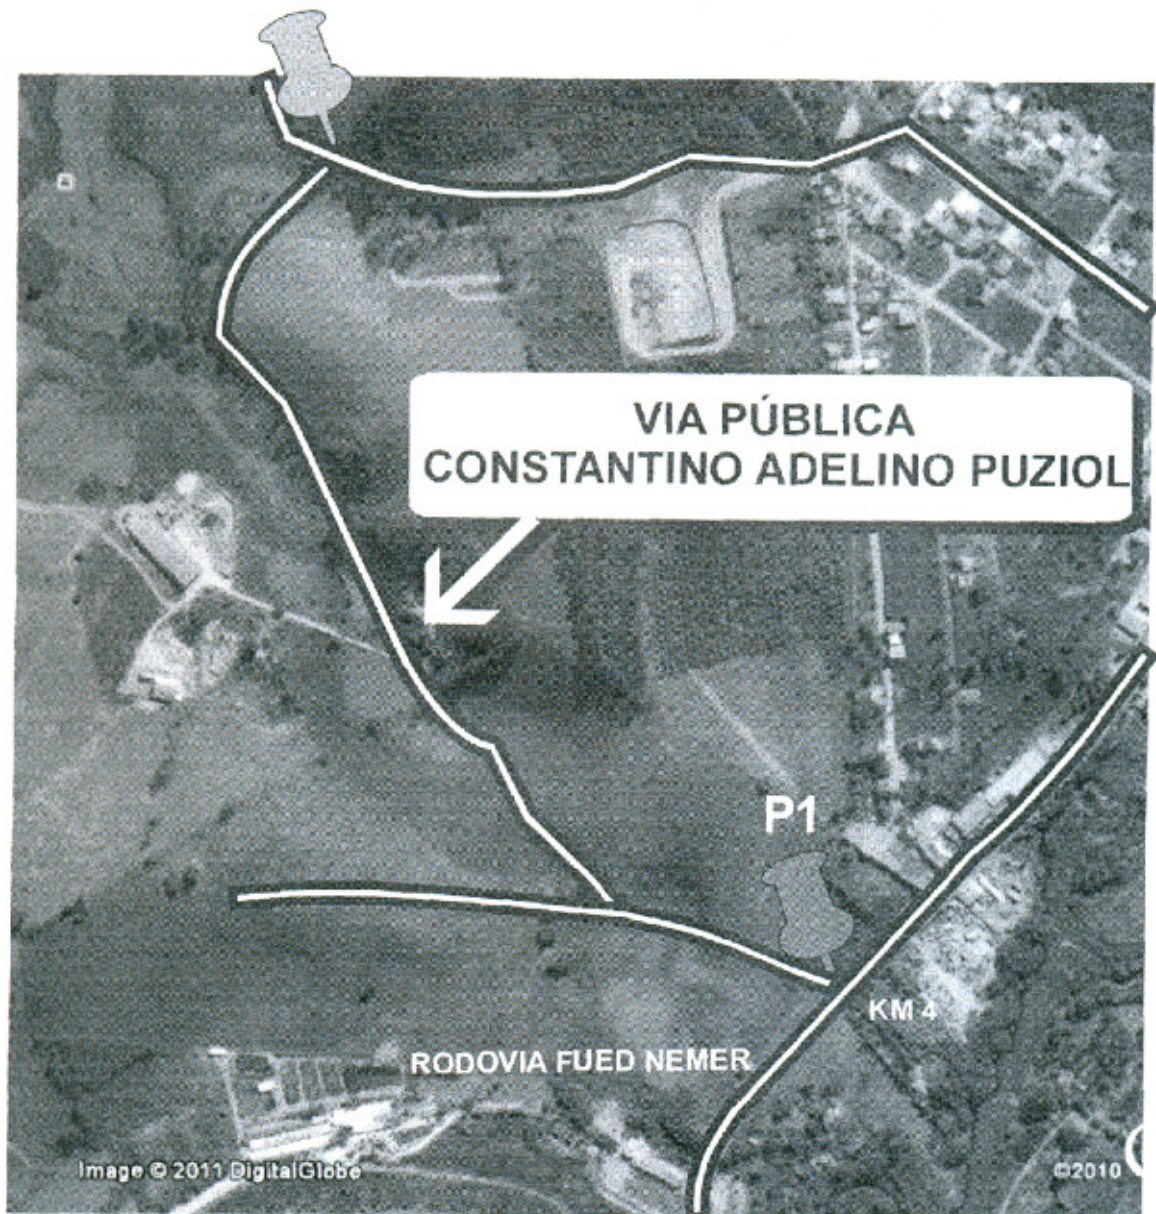 VIA PÚBLICA
CONSTANTINO ADELINO PUZIOL
P1
KM 4
RODOVIA FUED NEMER
Image © 2011 DigitalGlobe
©2010